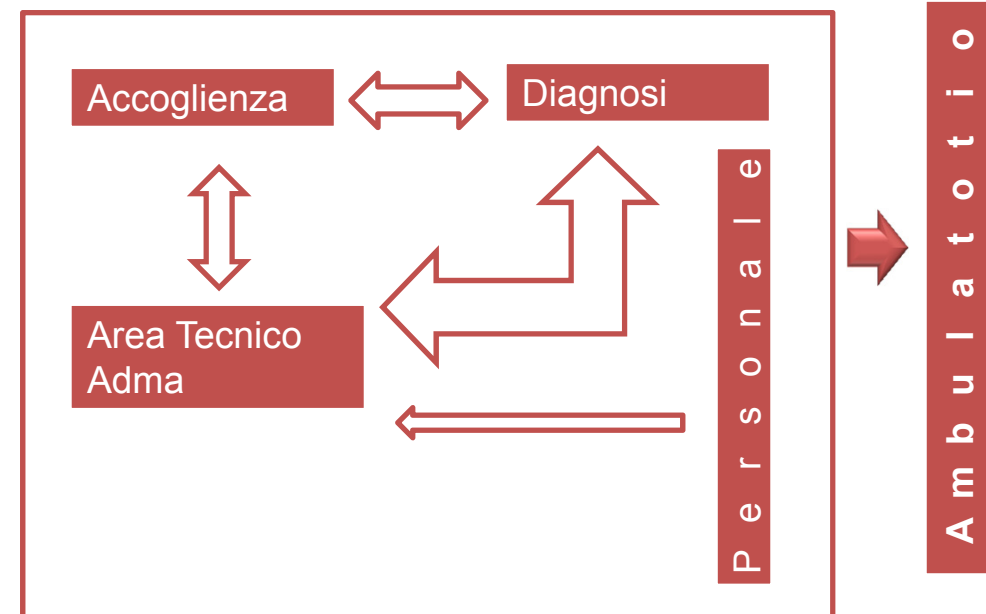 Accoglienza
Diagnosi
Area Tecnico
Adma
Personale
Ambulatotio